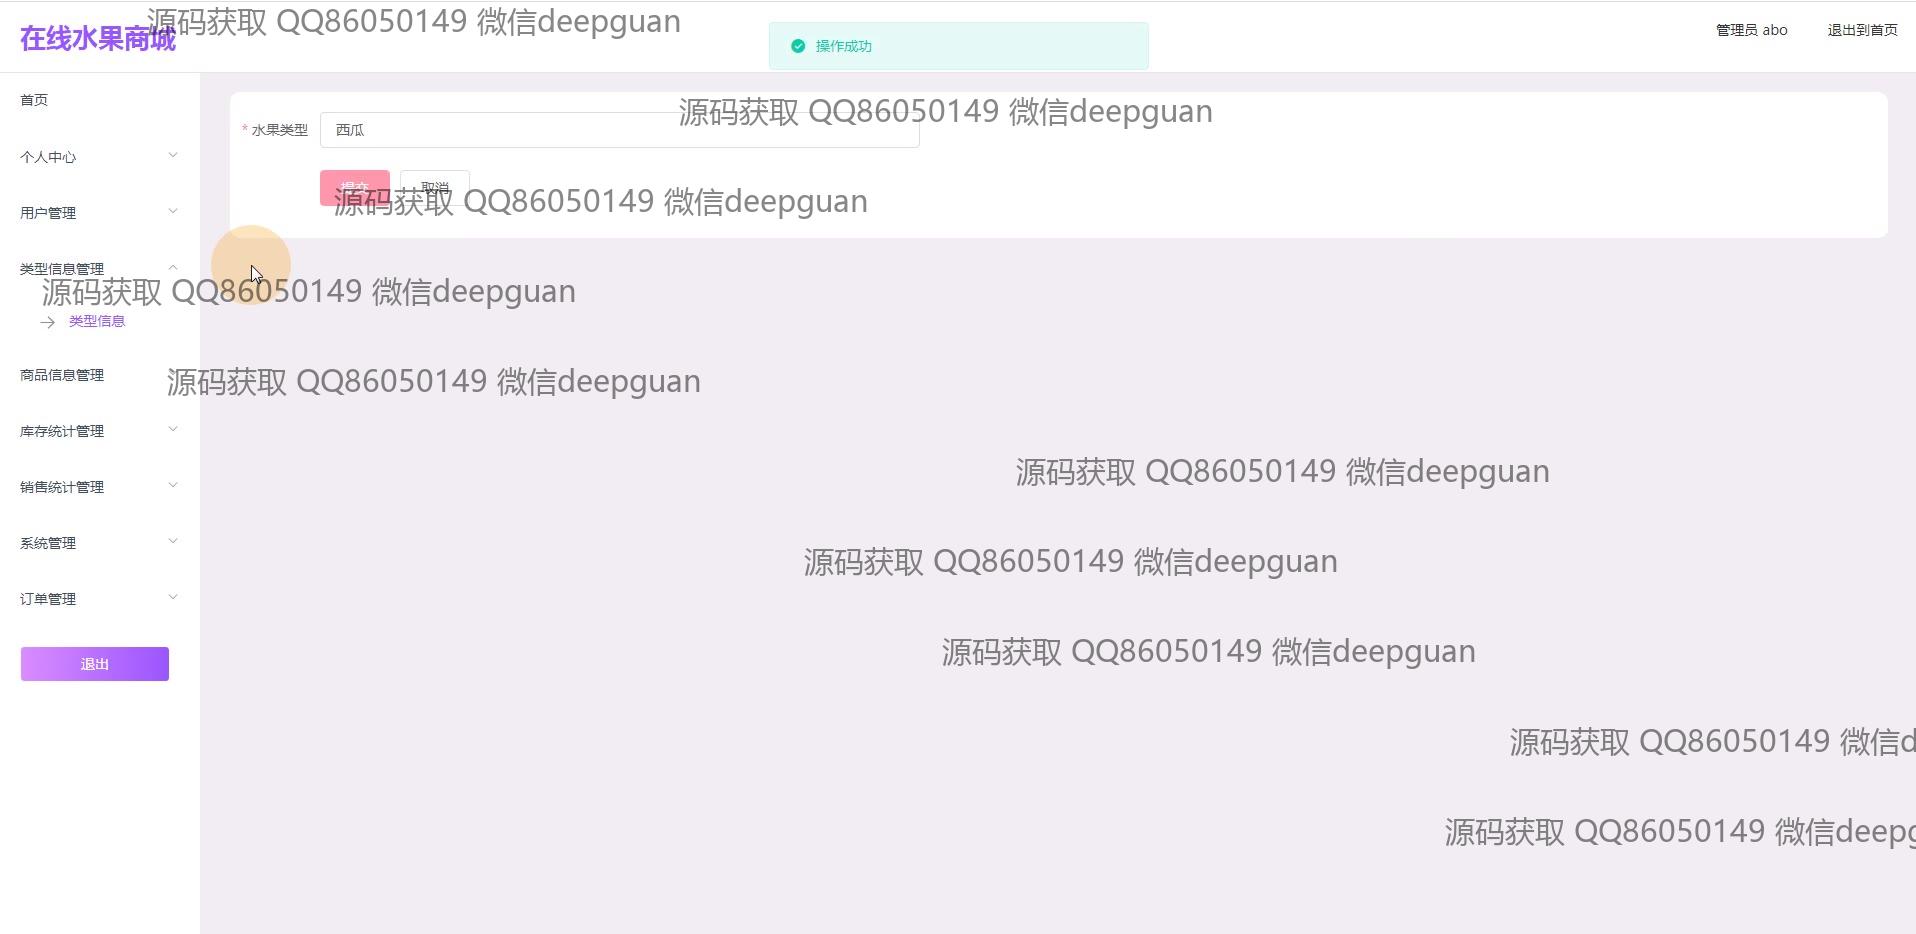 在线水果商城
源码获取 QQ86050149 微信deepguan
操作成功
管理员 abo
退出到首页
首页
个人中心
用户管理
类型信息管理
类型信息
商品信息管理
库存统计管理
销售统计管理
系统管理
订单管理
退出
* 水果类型
西瓜
源码获取 QQ86050149 微信deepguan
提交
取消
源码获取 QQ86050149 微信deepguan
源码获取 QQ86050149 微信deepguan
源码获取 QQ86050149 微信deepguan
源码获取 QQ86050149 微信deepguan
源码获取 QQ86050149 微信deepguan
源码获取 QQ86050149 微信deepguan
源码获取 QQ86050149 微信d
源码获取 QQ86050149 微信deepg